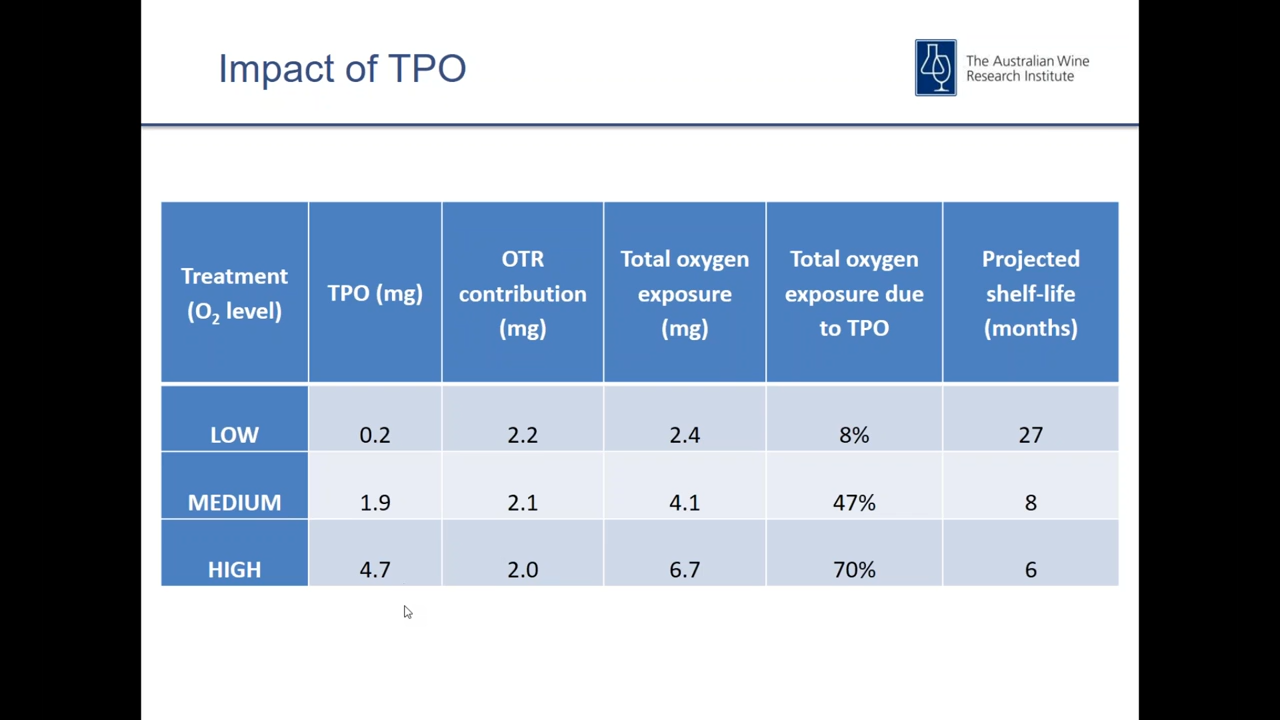 Impact of TPO
The Australian Wine
Research Institute
Treatment
(O₂ level)
TPO (mg)
OTR
contribution
(mg)
Total oxygen
exposure
(mg)
Total oxygen
exposure due
to TPO
Projected
shelf-life
(months)
LOW 0.2 2.2 2.4 8% 27
MEDIUM 1.9 2.1 4.1 47% 8
HIGH 4.7 2.0 6.7 70% 6